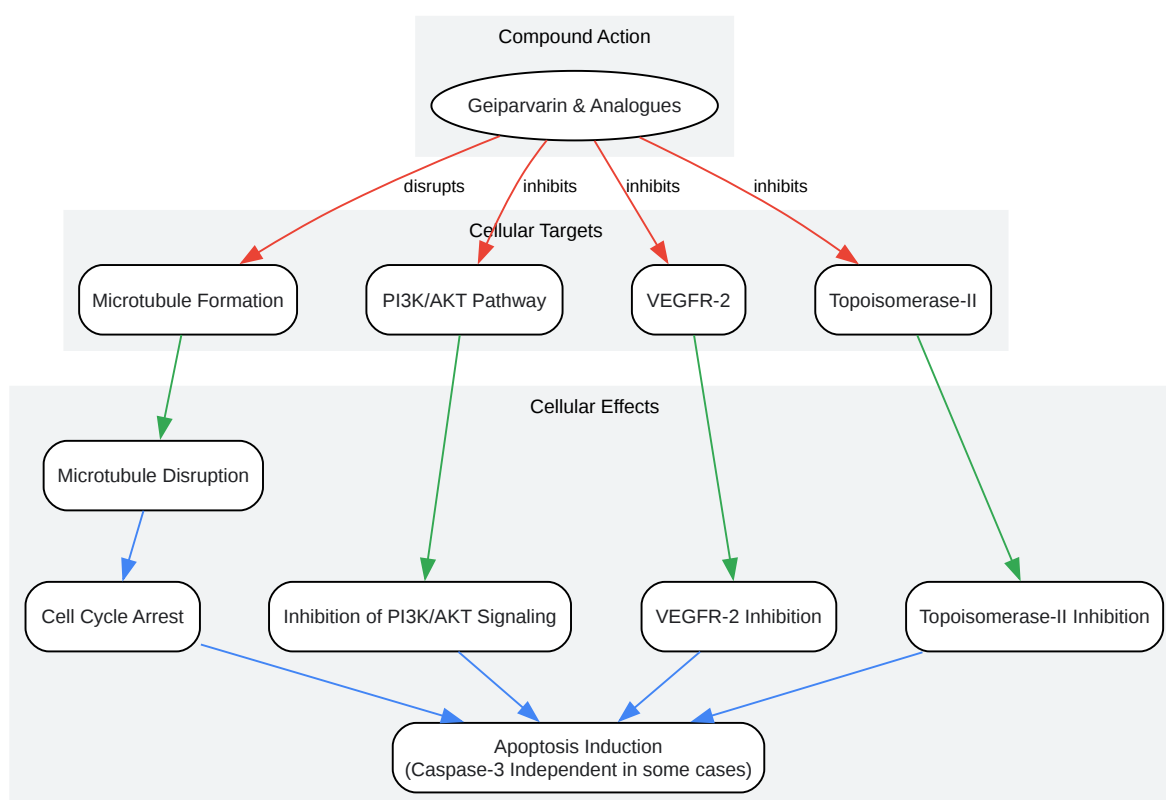 Compound Action
Geiparvarin & Analogues
disrupts
inhibits
inhibits
inhibits
Cellular Targets
Microtubule Formation
PI3K/AKT Pathway
VEGFR-2
Topoisomerase-II
Cellular Effects
Microtubule Disruption
Cell Cycle Arrest
Inhibition of PI3K/AKT Signaling
VEGFR-2 Inhibition
Topoisomerase-II Inhibition
Apoptosis Induction
(Caspase-3 Independent in some cases)